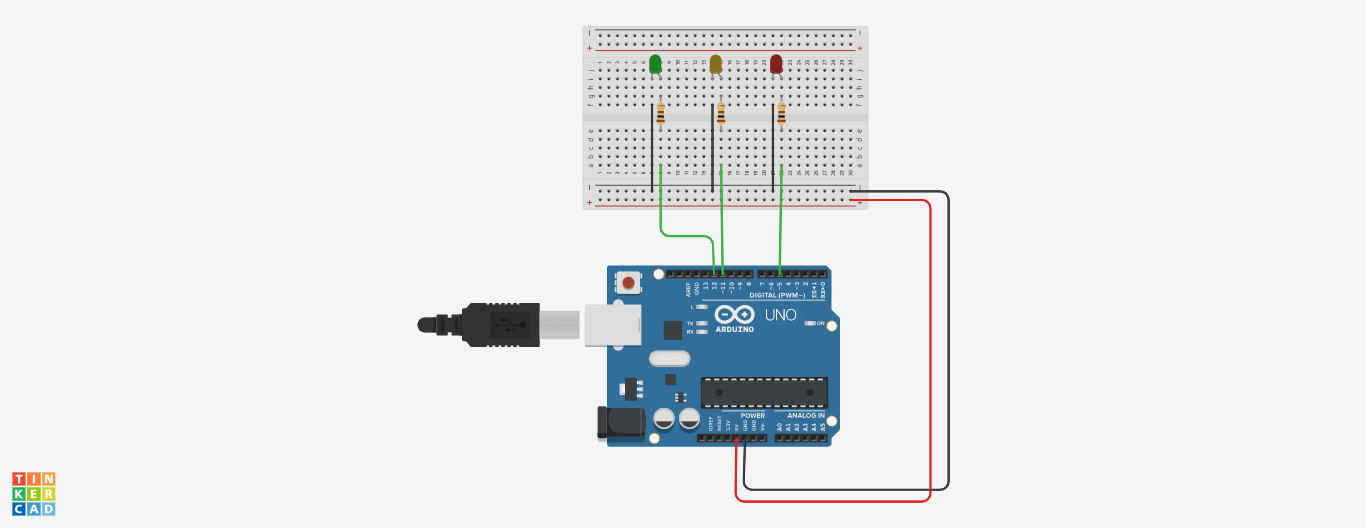 AREF
GND
13
12
~11
~10
~9
8
7
~6
~5
4
~3
2
TX→1
RX←0
DIGITAL (PWM~)
L
TX
RX
ARDUINO
UNO
ON
POWER
ANALOG IN
IOREF
RESET
3.3V
5V
GND
GND
Vin
A0
A1
A2
A3
A4
A5
TIN
KER
CAD